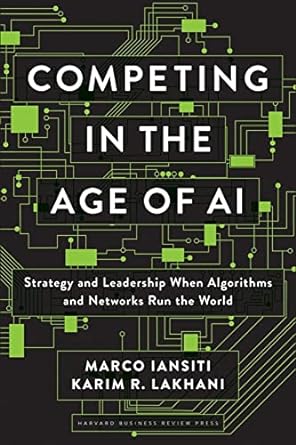 COMPETING
IN THE
AGE OF AI
Strategy and Leadership When Algorithms
and Networks Run the World
MARCO IANSITI
KARIM R. LAKHANI
HARVARD BUSINESS REVIEW PRESS